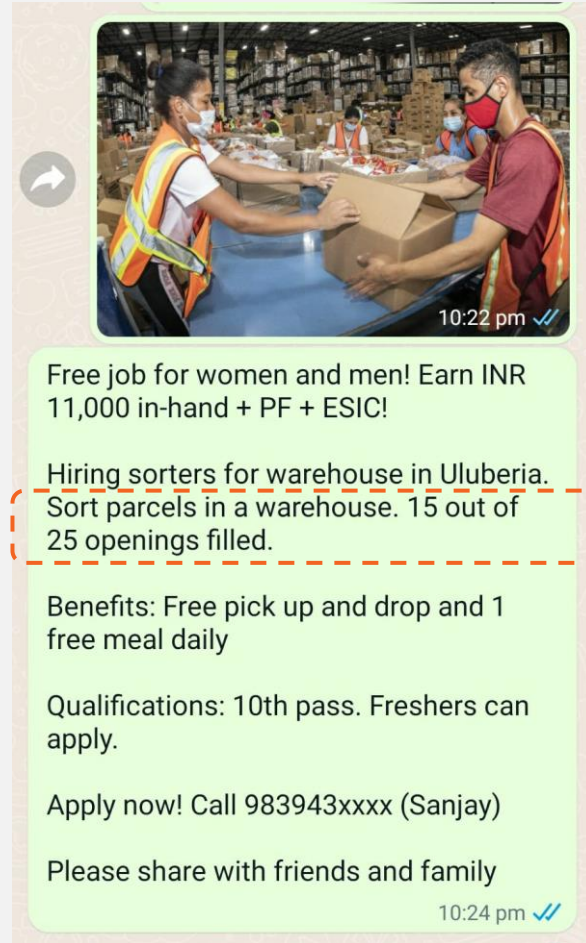 10:22 pm
Free job for women and men! Earn INR
11,000 in-hand + PF + ESIC!
Hiring sorters for warehouse in Uluberia.
Sort parcels in a warehouse. 15 out of
25 openings filled.
Benefits: Free pick up and drop and 1
free meal daily
Qualifications: 10th pass. Freshers can
apply.
Apply now! Call 983943xxxx (Sanjay)
Please share with friends and family
10:24 pm